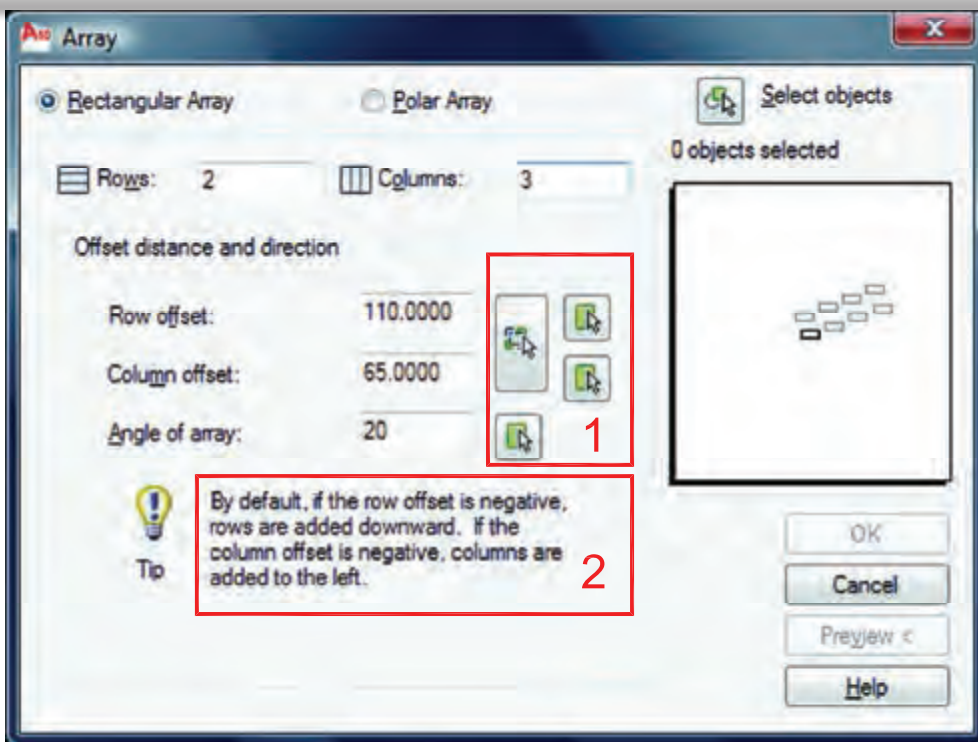 Array
Rectangular Array
Polar Array
Select objects
0 objects selected
Rows: 2
Columns: 3
Offset distance and direction
Row offset: 110.0000
Column offset: 65.0000
Angle of array: 20
1
Tip
By default, if the row offset is negative,
rows are added downward. If the
column offset is negative, columns are
added to the left.
2
OK
Cancel
Preview <
Help